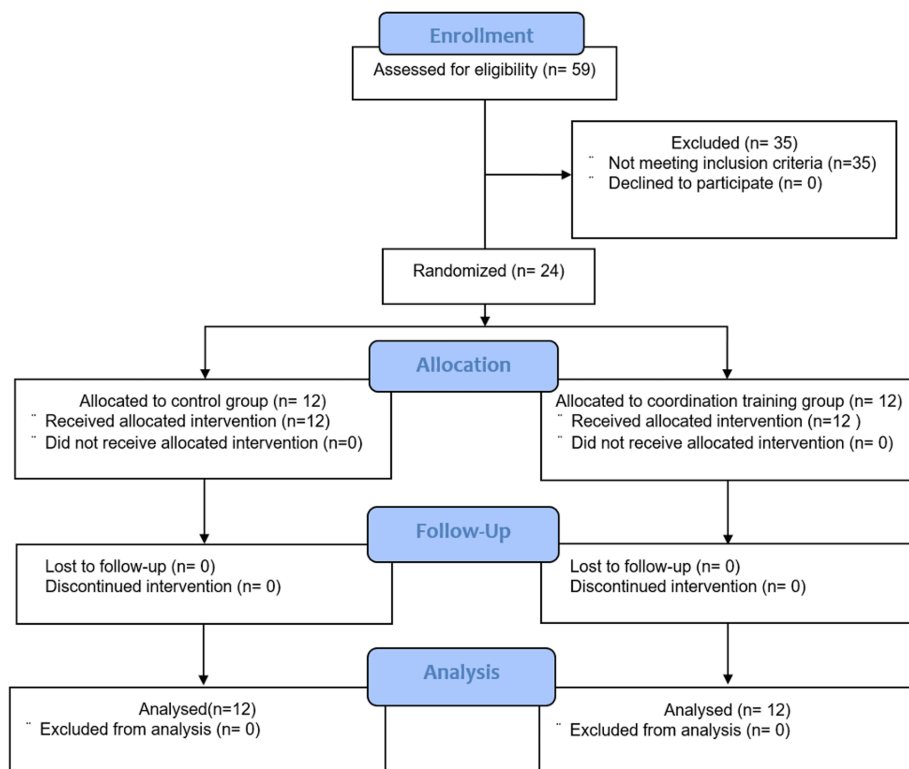 Enrollment
Assessed for eligibility (n= 59)
Excluded (n= 35)
¨ Not meeting inclusion criteria (n=35)
¨ Declined to participate (n= 0)
Randomized (n= 24)
Allocation
Allocated to control group (n= 12)
¨ Received allocated intervention (n=12)
¨ Did not receive allocated intervention (n=0)
Allocated to coordination training group (n= 12)
¨ Received allocated intervention (n=12 )
¨ Did not receive allocated intervention (n= 0)
Follow-Up
Lost to follow-up (n= 0)
Discontinued intervention (n= 0)
Lost to follow-up (n= 0)
Discontinued intervention (n= 0)
Analysis
Analysed(n=12)
¨ Excluded from analysis (n= 0)
Analysed (n= 12)
¨ Excluded from analysis (n= 0)